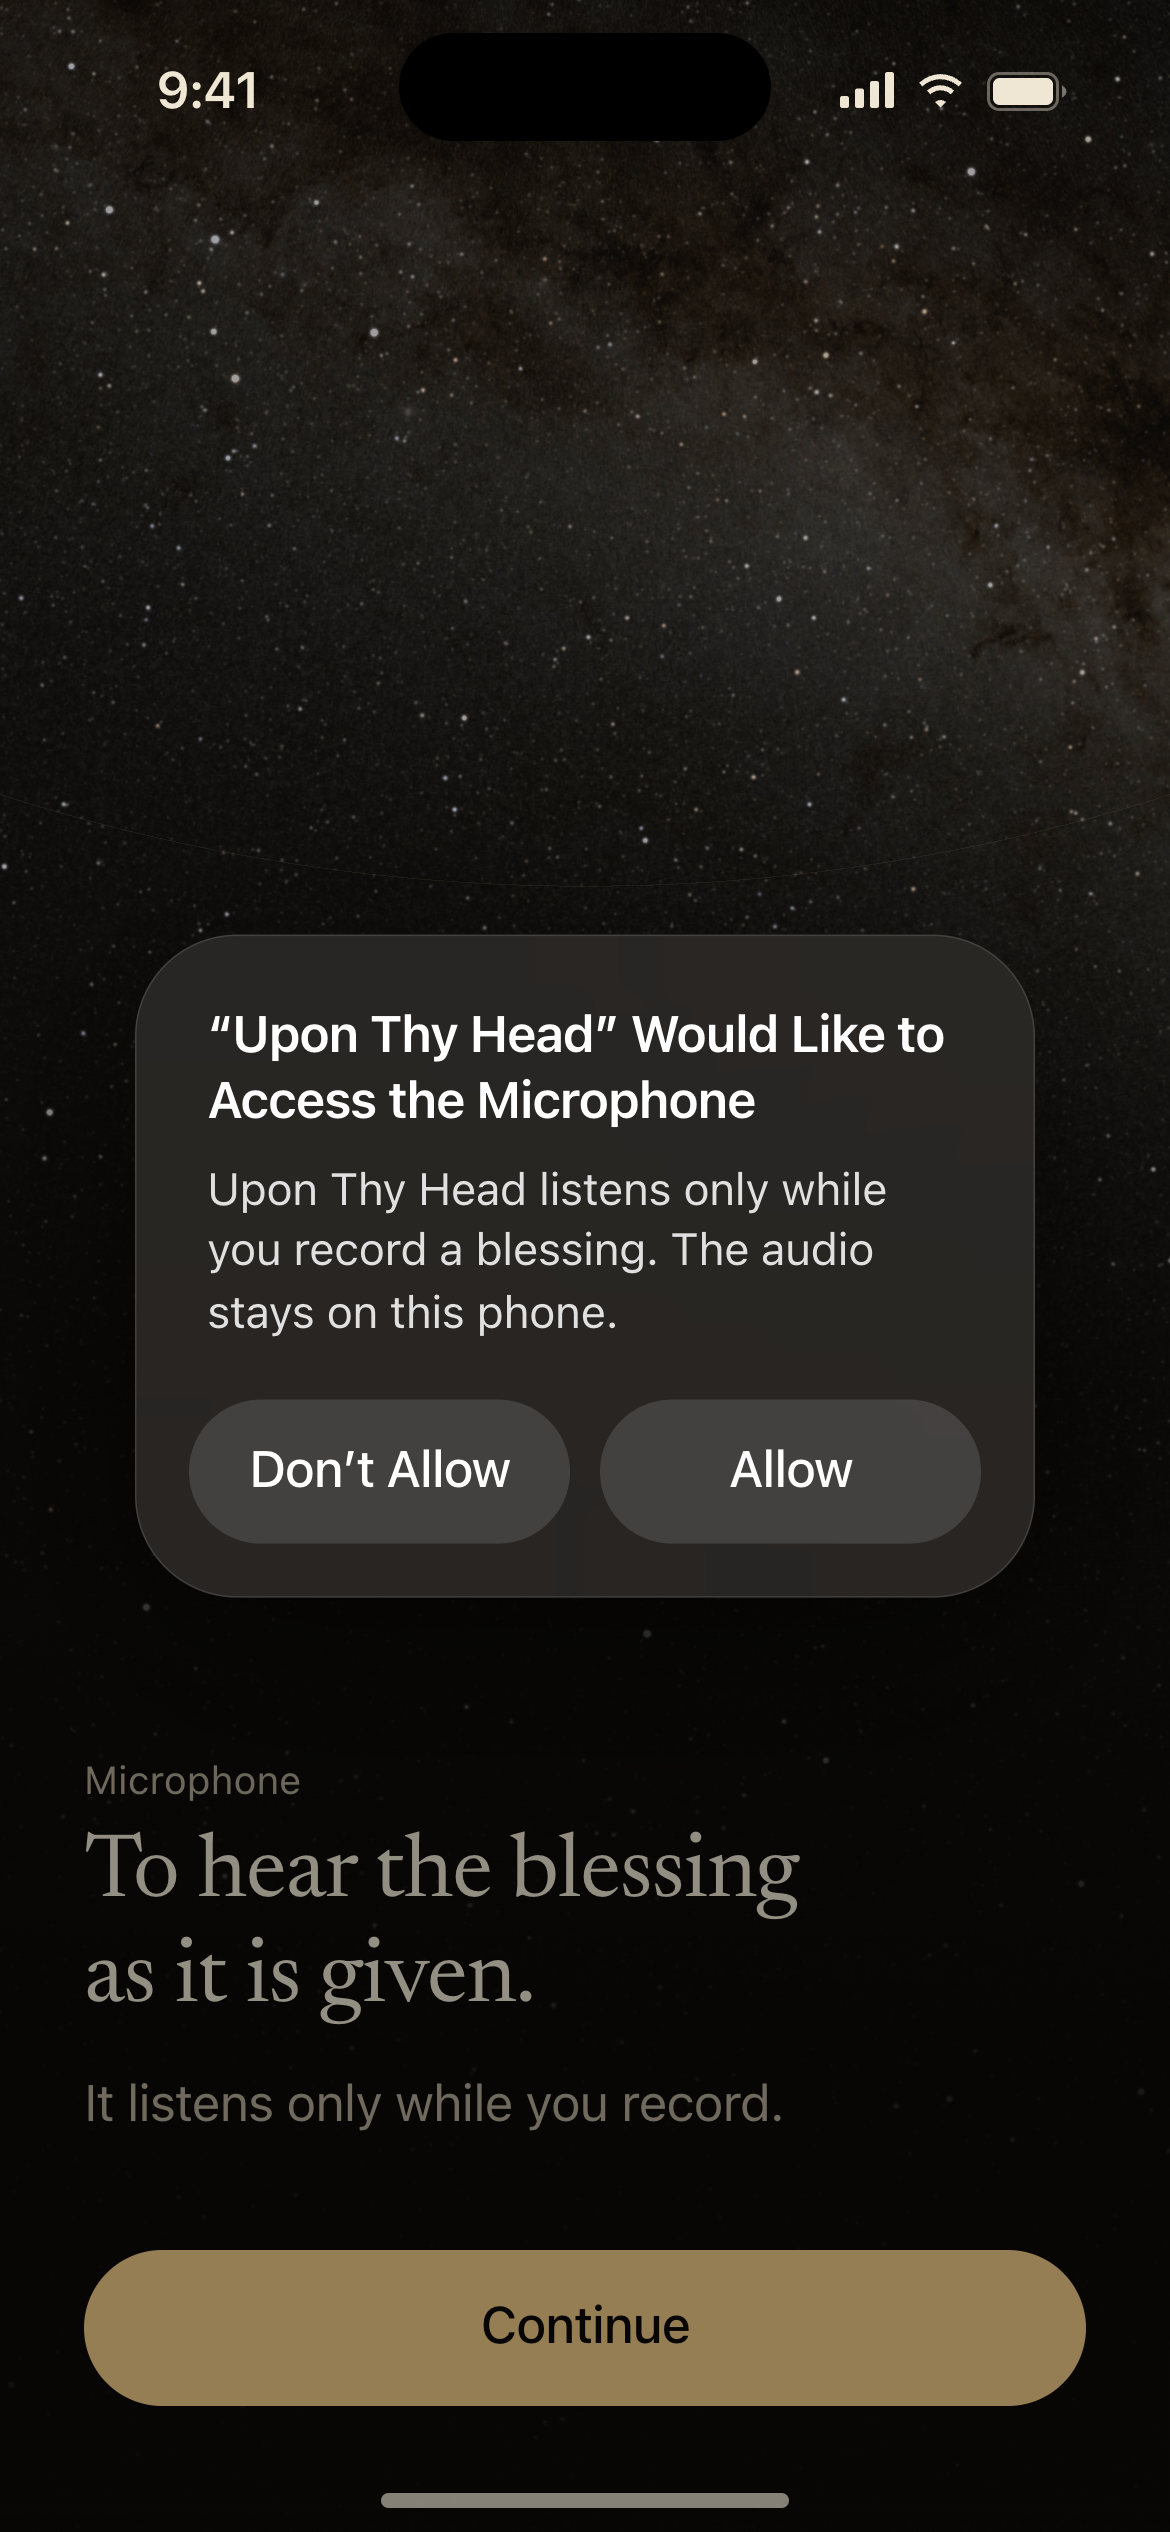 9:41
“Upon Thy Head” Would Like to
Access the Microphone
Upon Thy Head listens only while
you record a blessing. The audio
stays on this phone.
Don’t Allow
Allow
Microphone
To hear the blessing
as it is given.
It listens only while you record.
Continue